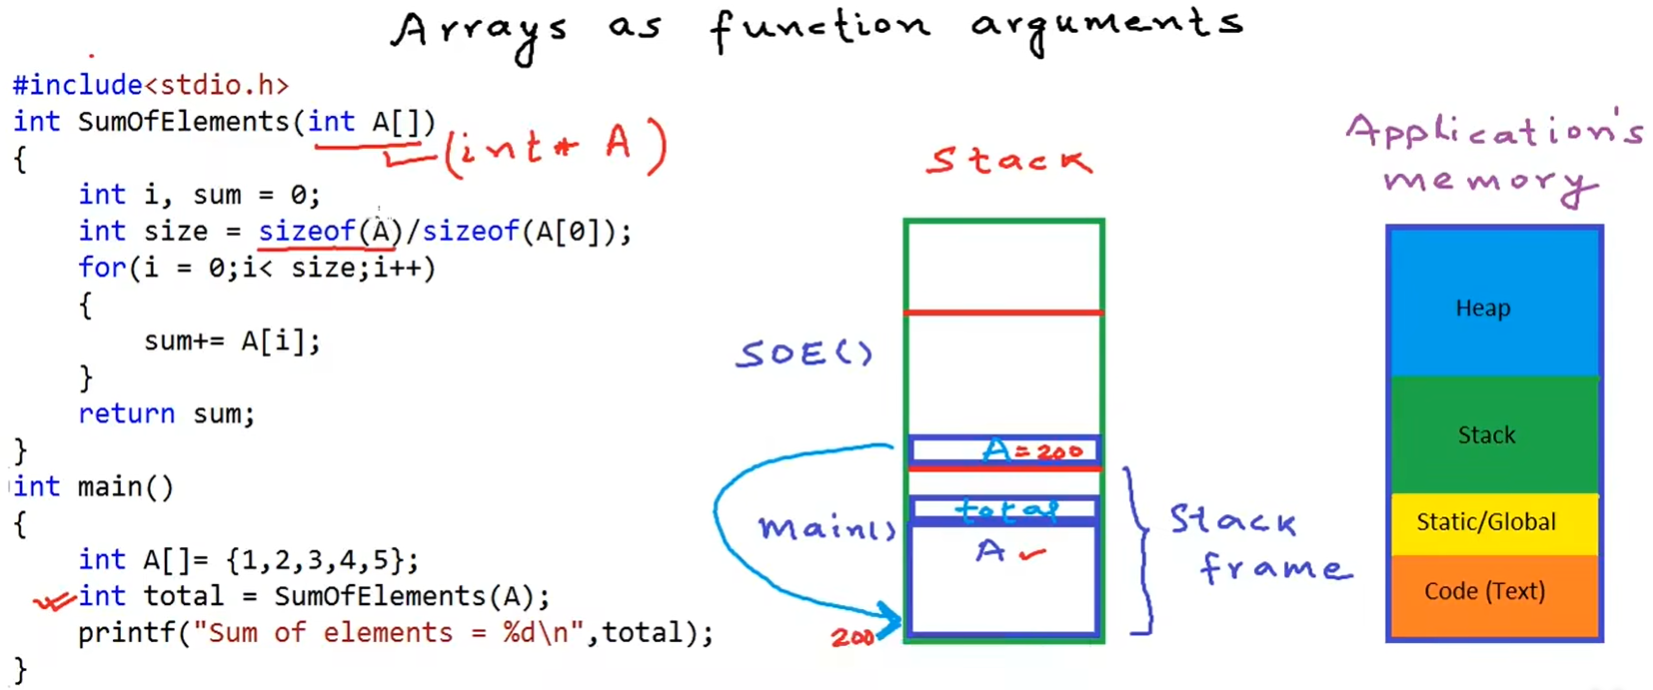 Arrays as function arguments
#include<stdio.h>
int SumOfElements(int A[])
(int* A)
{
int i, sum = 0;
int size = sizeof(A)/sizeof(A[0]);
for(i = 0;i< size;i++)
{
sum+= A[i];
}
return sum;
}
int main()
{
int A[]= {1,2,3,4,5};
int total = SumOfElements(A);
printf("Sum of elements = %d\n",total);
}
Stack
SOE()
A=200
total
Main()
A
200
Stack
frame
Application's
memory
Heap
Stack
Static/Global
Code (Text)